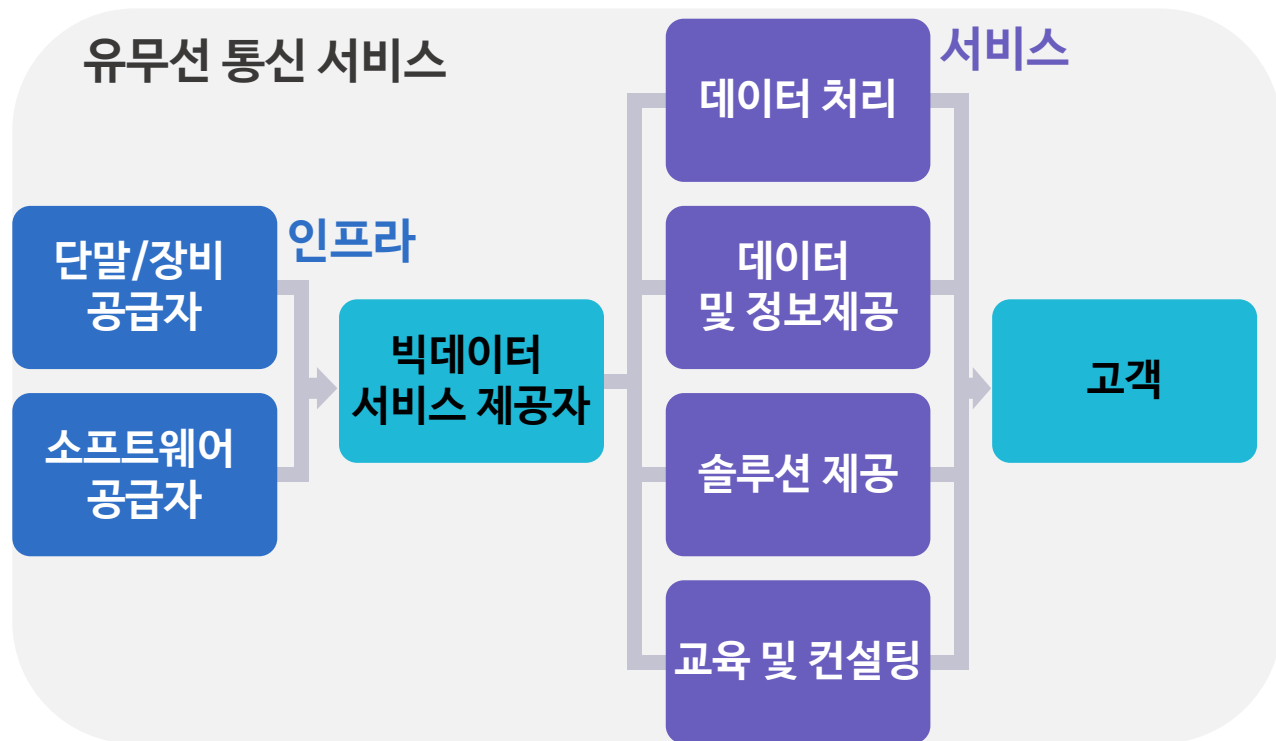 유무선 통신 서비스
단말/장비
공급자
소프트웨어
공급자
인프라
빅데이터
서비스 제공자
서비스
데이터 처리
데이터
및 정보제공
솔루션 제공
교육 및 컨설팅
고객